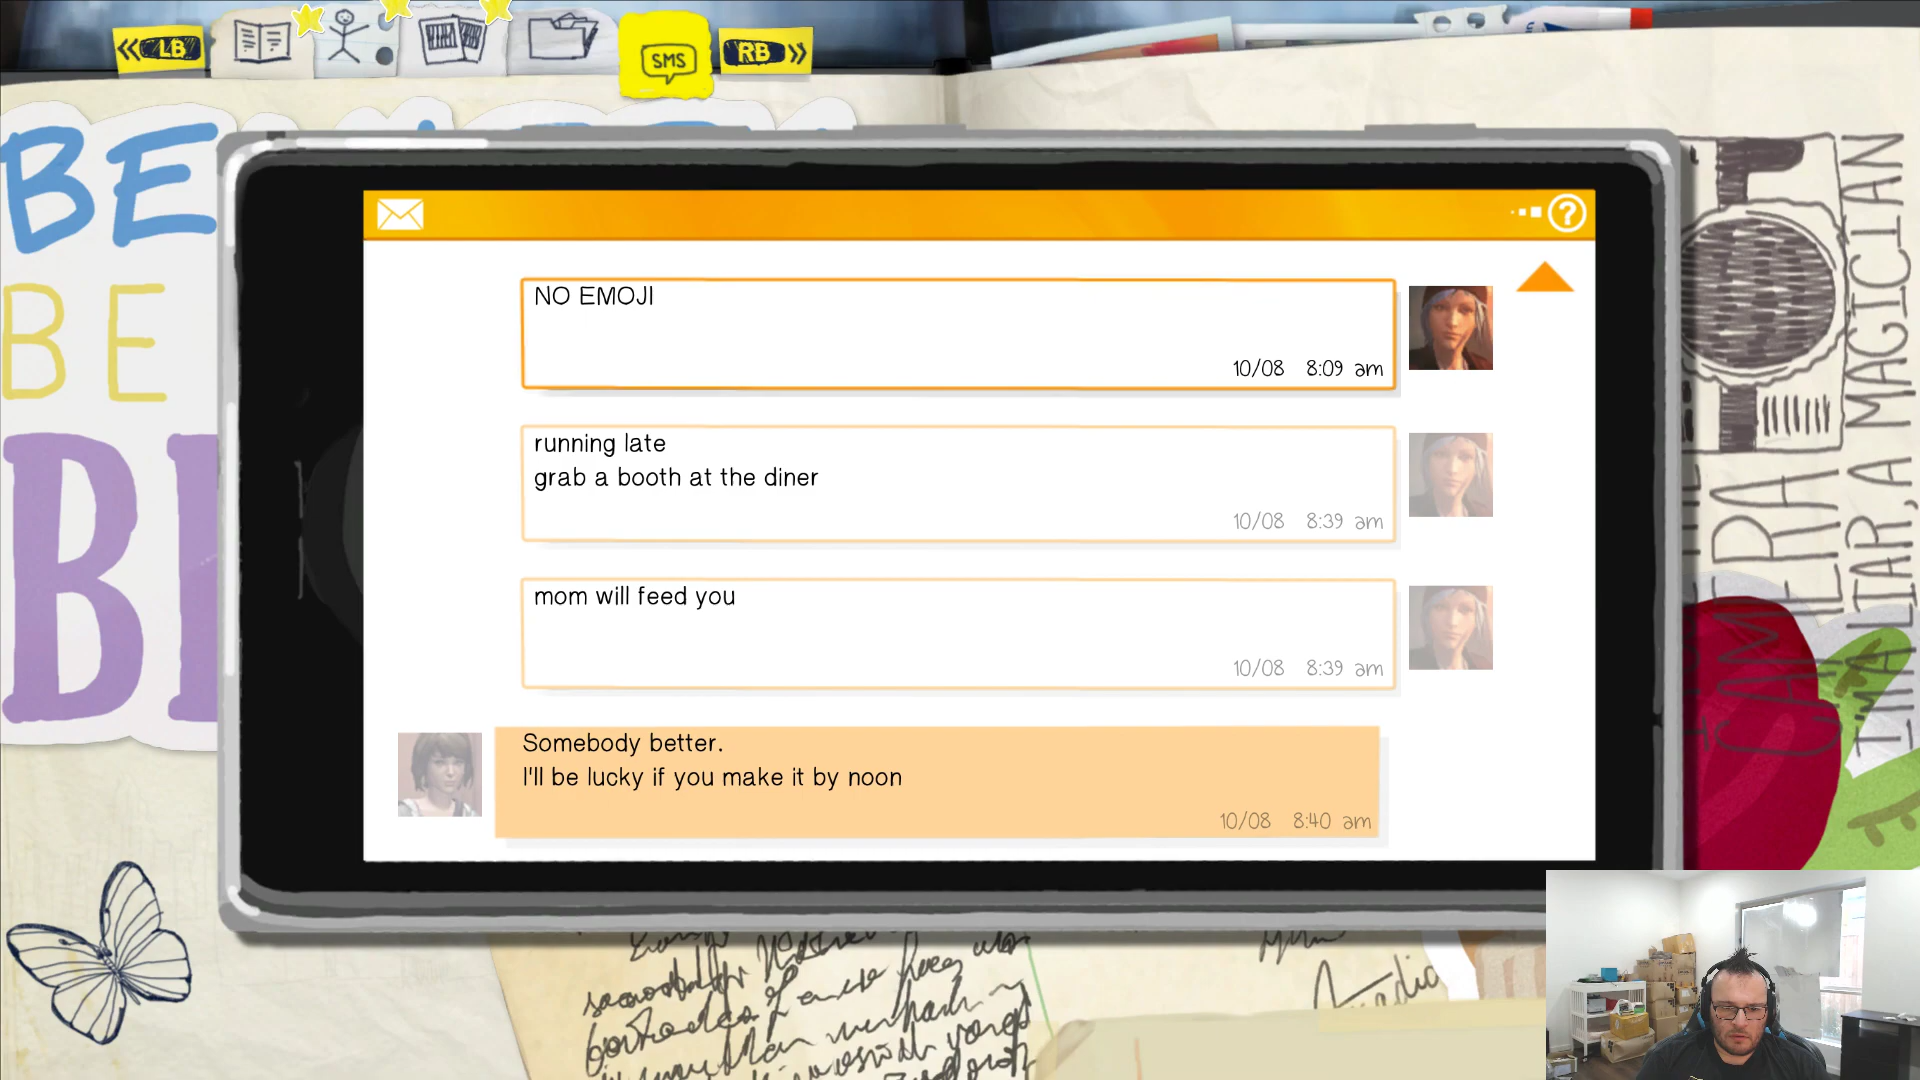 LB
SMS
RB
BE
BE
NO EMOJI
10/08 8:09 am
running late
grab a booth at the diner
10/08 8:39 am
mom will feed you
10/08 8:39 am
Somebody better.
I'll be lucky if you make it by noon
10/08 8:40 am
CAMERA
I'M A LIAR, A MAGICIAN